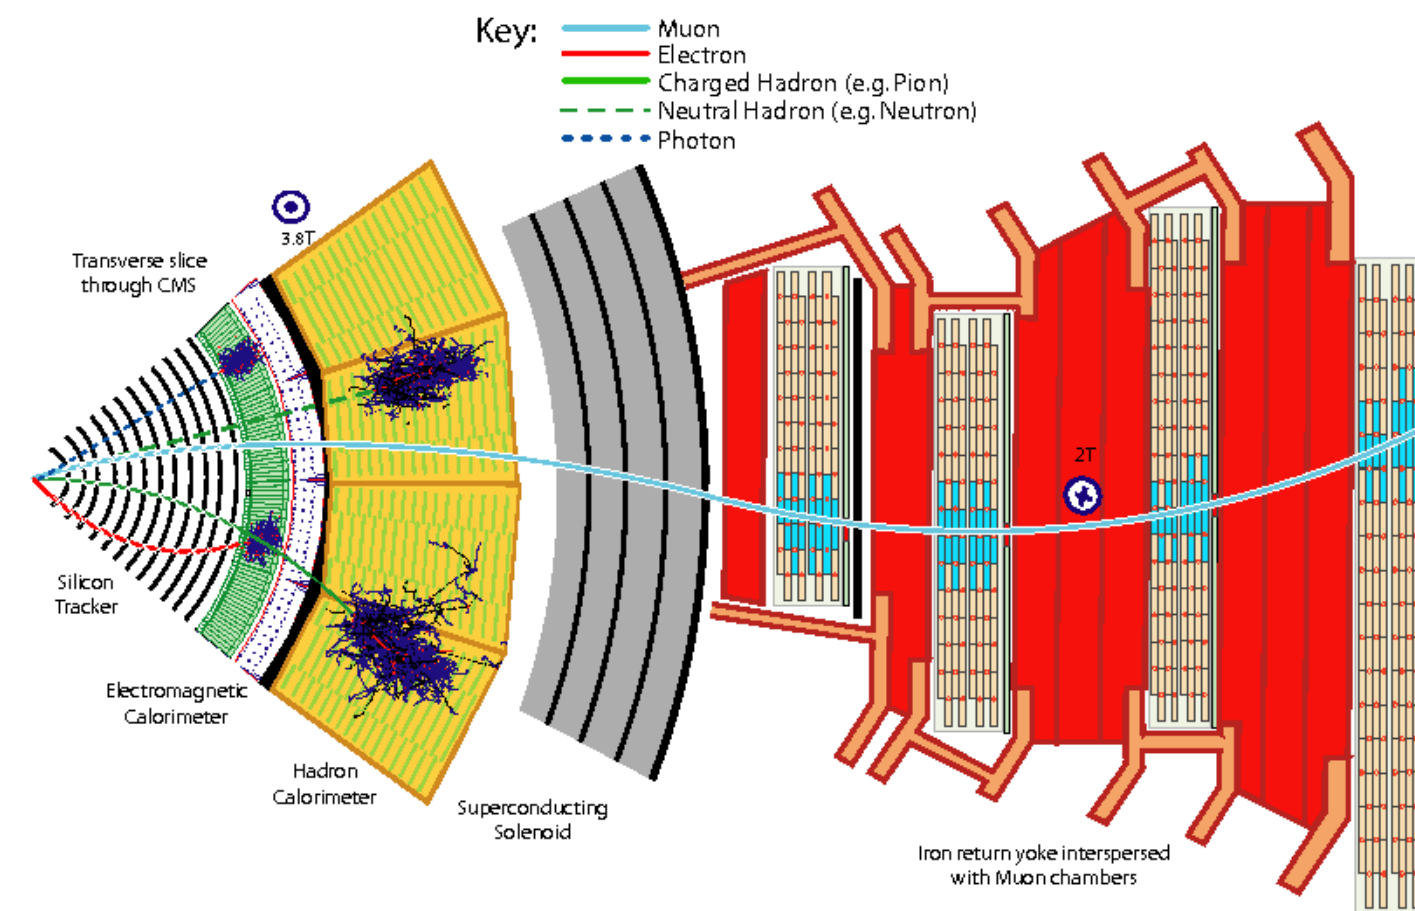 Key:
Muon
Electron
Charged Hadron (e.g. Pion)
Neutral Hadron (e.g. Neutron)
Photon
3.8T
Transverse slice
through CMS
2T
Silicon
Tracker
Electromagnetic
Calorimeter
Hadron
Calorimeter
Superconducting
Solenoid
Iron return yoke interspersed
with Muon chambers